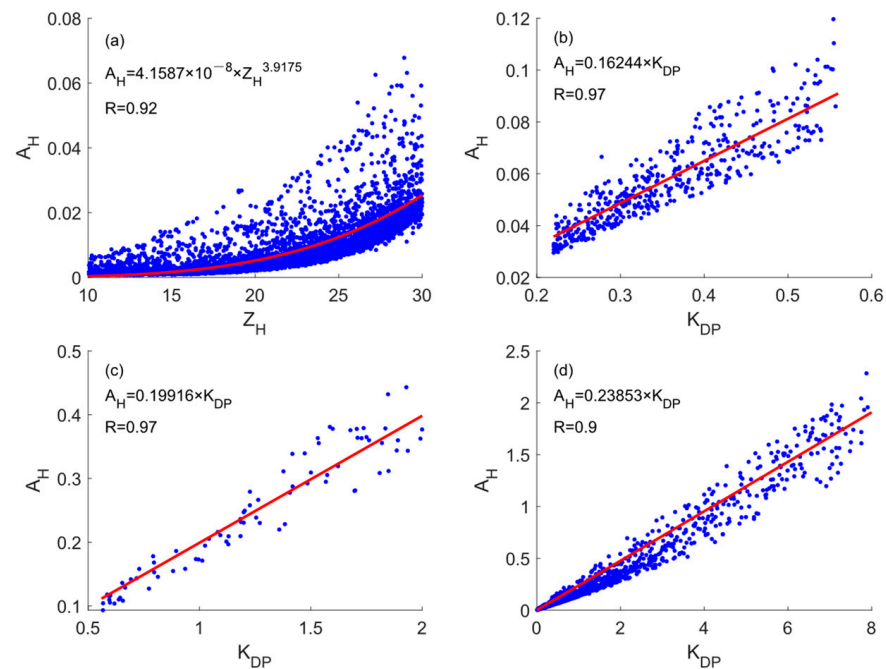 (a)
A_H=4.1587×10^−8×Z_H^3.9175
R=0.92
A_H
0.08
0.06
0.04
0.02
0
10 15 20 25 30
Z_H
(b)
A_H=0.16244×K_DP
R=0.97
A_H
0.12
0.1
0.08
0.06
0.04
0.02
0.2 0.3 0.4 0.5 0.6
K_DP
(c)
A_H=0.19916×K_DP
R=0.97
A_H
0.5
0.4
0.3
0.2
0.1
0.5 1 1.5 2
K_DP
(d)
A_H=0.23853×K_DP
R=0.9
A_H
2.5
2
1.5
1
0.5
0
0 2 4 6 8
K_DP